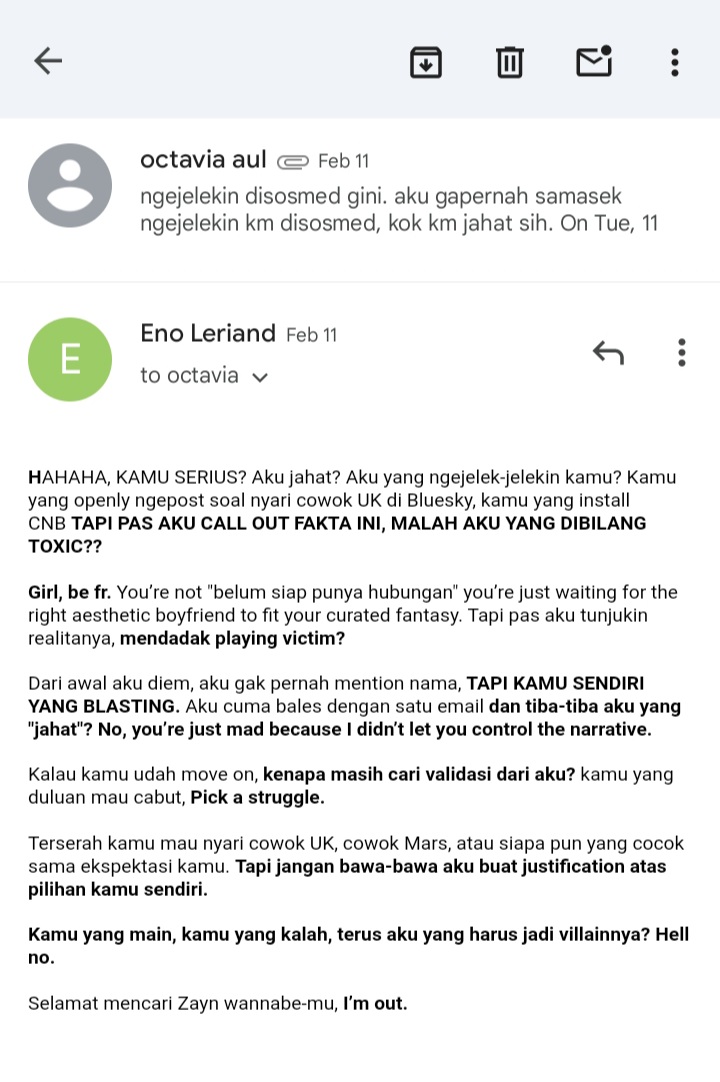 octavia aul Feb 11
ngejelekin disosmed gini. aku gapernah samasek
ngejelekin km disosmed, kok km jahat sih. On Tue, 11
E
Eno Leriand Feb 11
to octavia
HAHAHA, KAMU SERIUS? Aku jahat? Aku yang ngejelek-jelekin kamu? Kamu
yang openly ngepost soal nyari cowok UK di Bluesky, kamu yang install
CNB TAPI PAS AKU CALL OUT FAKTA INI, MALAH AKU YANG DIBILANG
TOXIC??
Girl, be fr. You’re not "belum siap punya hubungan" you’re just waiting for the
right aesthetic boyfriend to fit your curated fantasy. Tapi pas aku tunjukin
realitanya, mendadak playing victim?
Dari awal aku diem, aku gak pernah mention nama, TAPI KAMU SENDIRI
YANG BLASTING. Aku cuma bales dengan satu email dan tiba-tiba aku yang
"jahat"? No, you’re just mad because I didn’t let you control the narrative.
Kalau kamu udah move on, kenapa masih cari validasi dari aku? kamu yang
duluan mau cabut, Pick a struggle.
Terserah kamu mau nyari cowok UK, cowok Mars, atau siapa pun yang cocok
sama ekspektasi kamu. Tapi jangan bawa-bawa aku buat justification atas
pilihan kamu sendiri.
Kamu yang main, kamu yang kalah, terus aku yang harus jadi villainnya? Hell
no.
Selamat mencari Zayn wannabe-mu, I’m out.